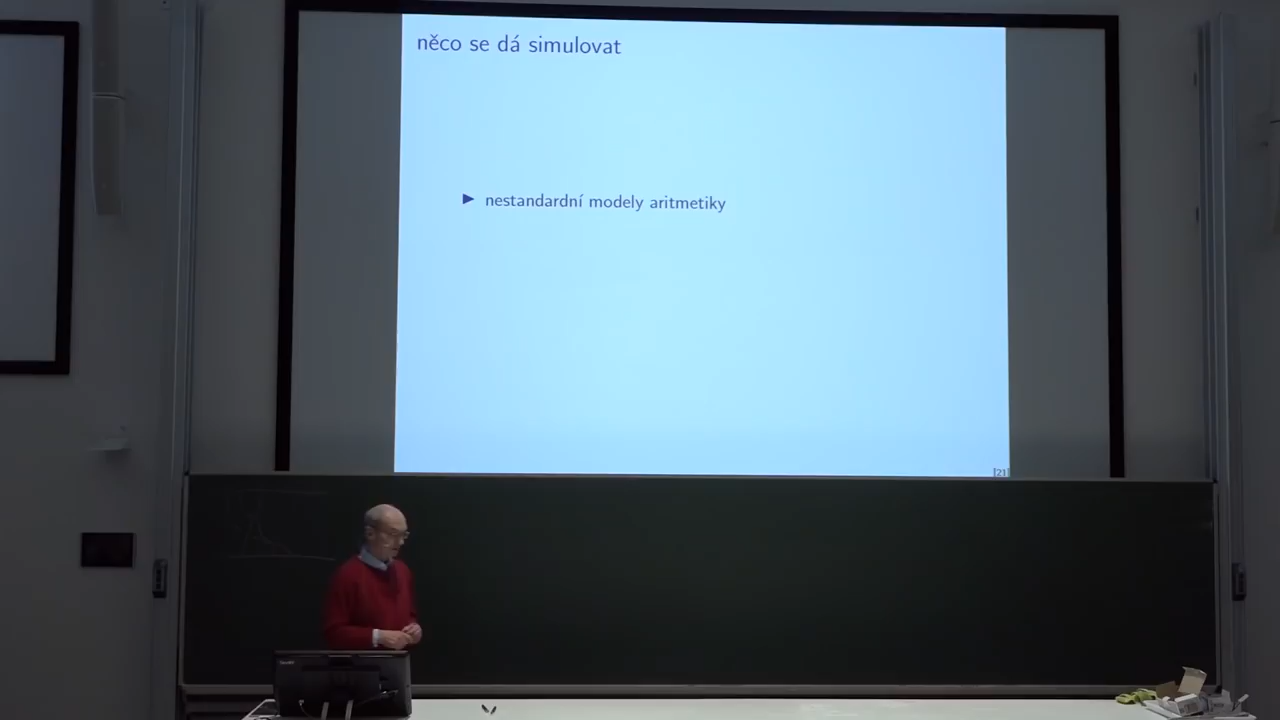 něco se dá simulovat
► nestandardní modely aritmetiky
[21]